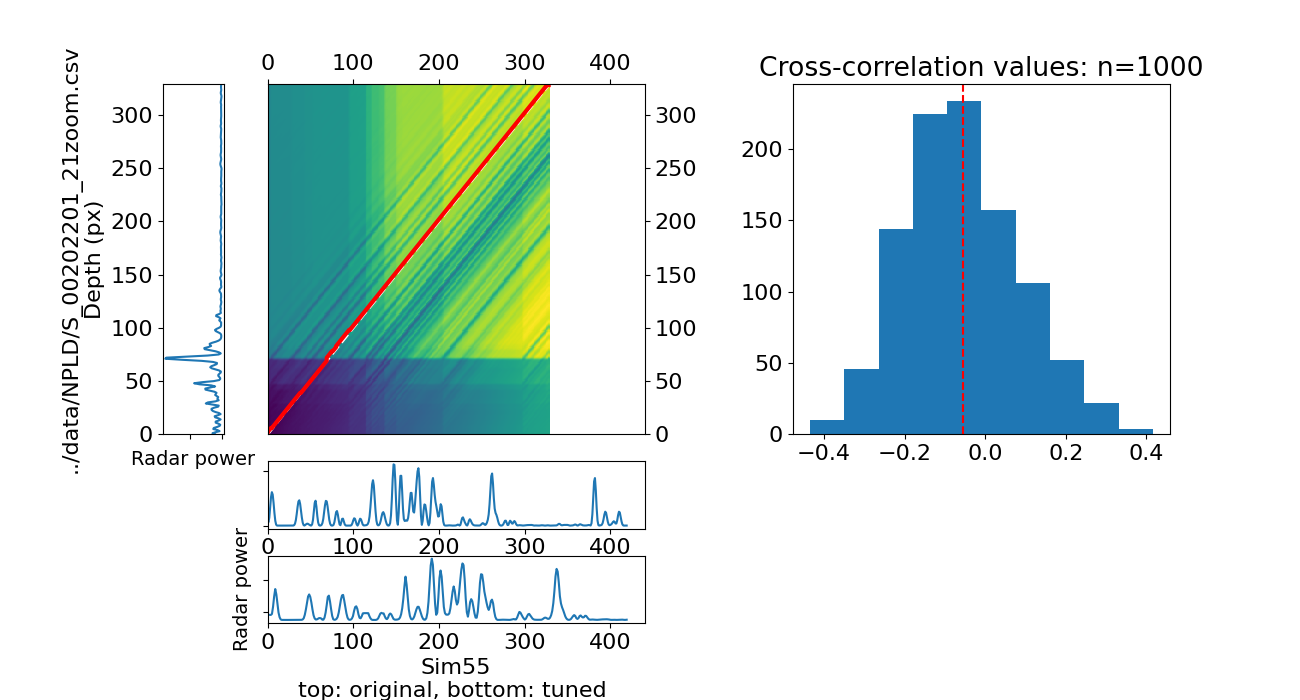 Cross-correlation values: n=1000
0 100 200 300 400
../data/NPLD/S_00202201_21zoom.csv
Depth (px)
300
250
200
150
100
50
0
300
250
200
150
100
50
0
200
150
100
50
0
−0.4 −0.2 0.0 0.2 0.4
Radar power
0 100 200 300 400
Radar power
0 100 200 300 400
Sim55
top: original, bottom: tuned